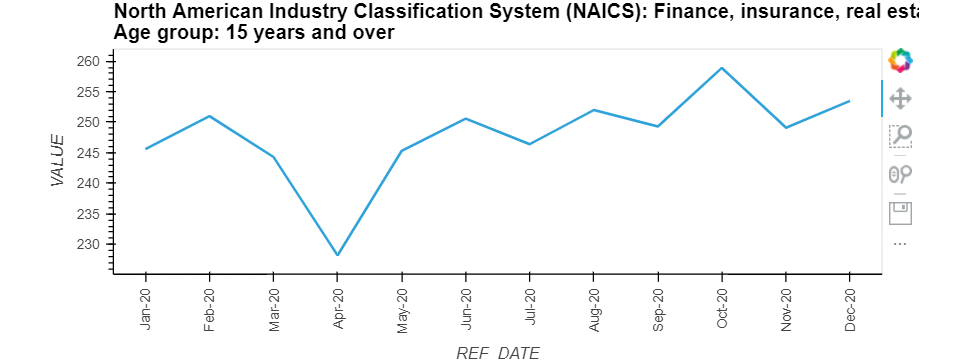 North American Industry Classification System (NAICS): Finance, insurance, real
Age group: 15 years and over
260
255
250
245
240
235
230
VALUE
Jan-20
Feb-20
Mar-20
Apr-20
May-20
Jun-20
Jul-20
Aug-20
Sep-20
Oct-20
Nov-20
Dec-20
REF_DATE